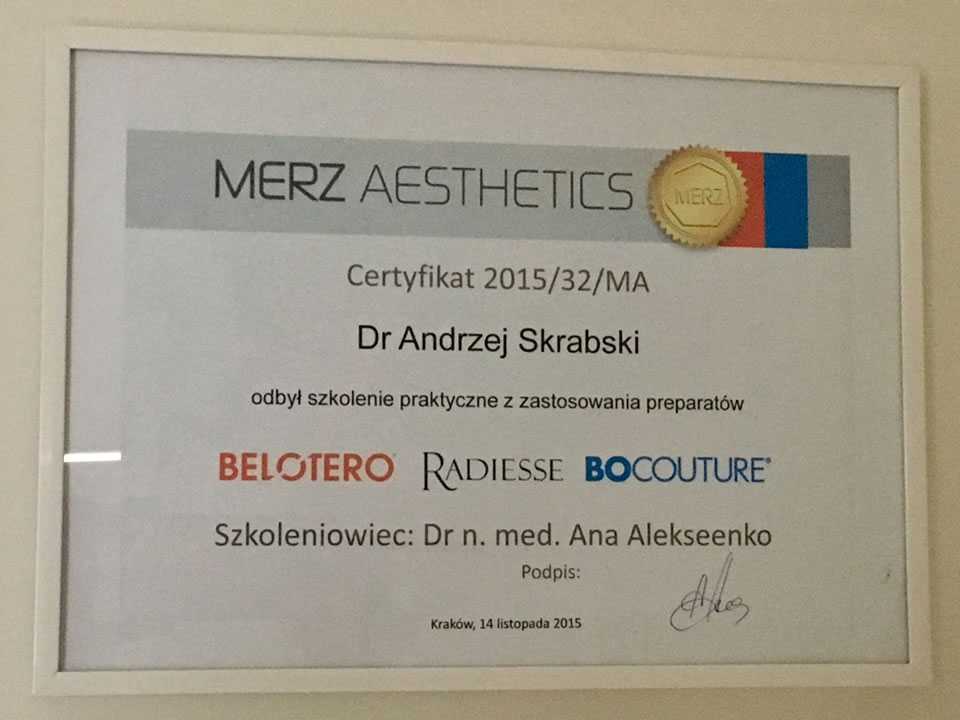 MERZ AESTHETICS
MERZ
Certyfikat 2015/32/MA
Dr Andrzej Skrabski
odbył szkolenie praktyczne z zastosowania preparatów
BELOTERO® RADIESSE BOCOUTURE®
Szkoleniowiec: Dr n. med. Ana Alekseenko
Podpis:
Kraków, 14 listopada 2015